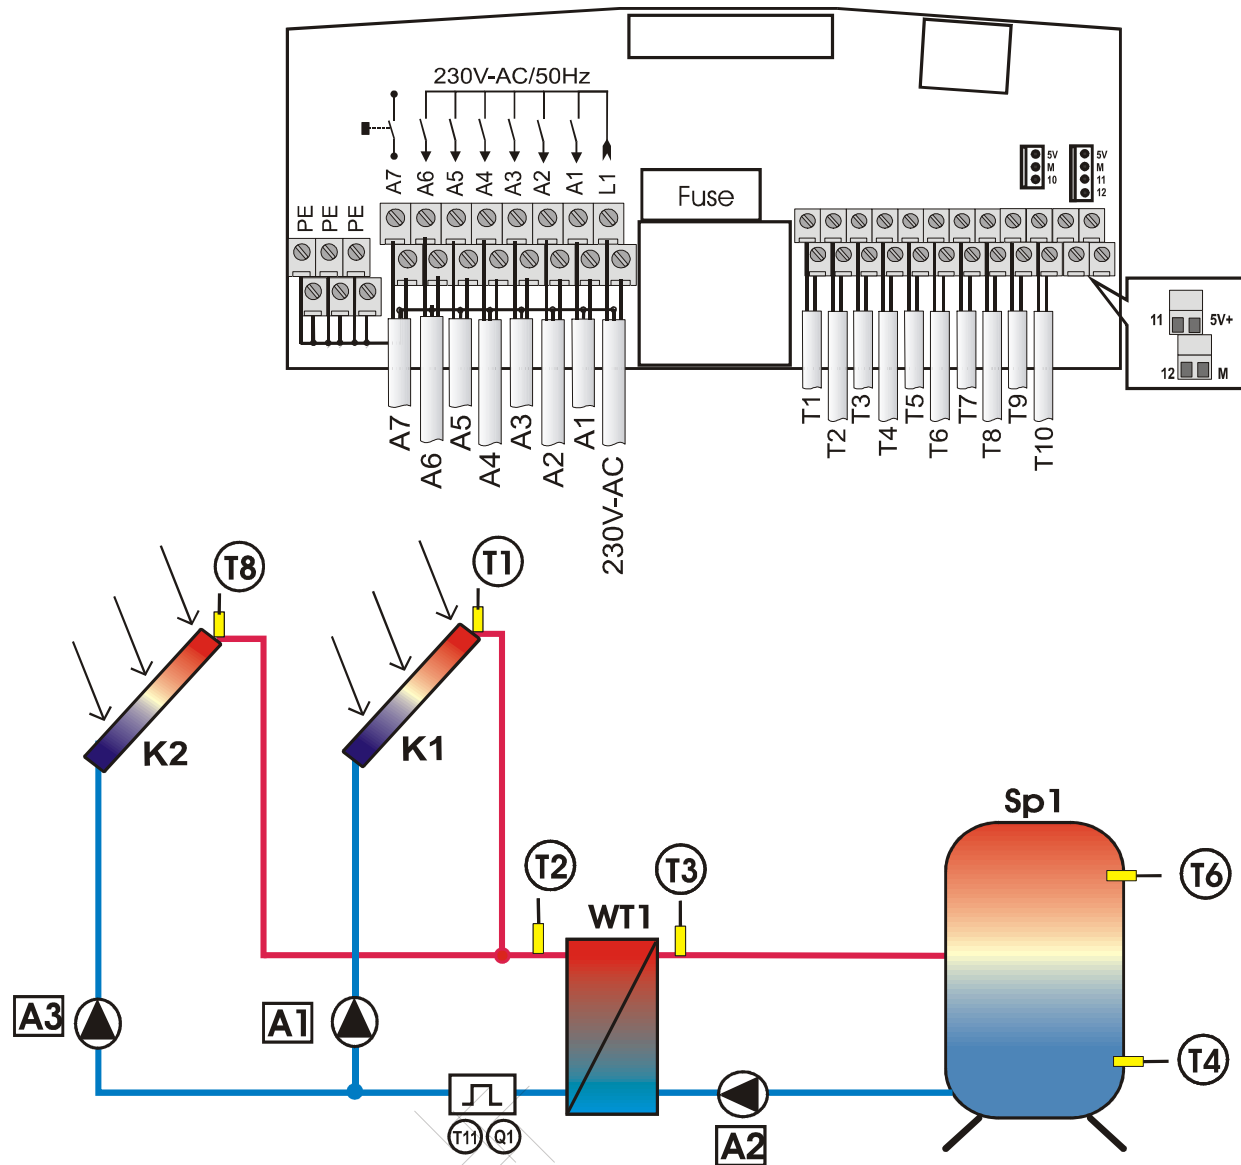 230V-AC/50Hz
A7 A6 A5 A4 A3 A2 A1 L1
PE PE PE
Fuse
5V
M
10
5V
M
11
12
11 5V+
12 M
A7 A6 A5 A4 A3 A2 A1 230V-AC
T1 T2 T3 T4 T5 T6 T7 T8 T9 T10
T8 T1
K2 K1
Sp1
T2 T3 T6
WT1
A3 A1
T4
T11 Q1 A2